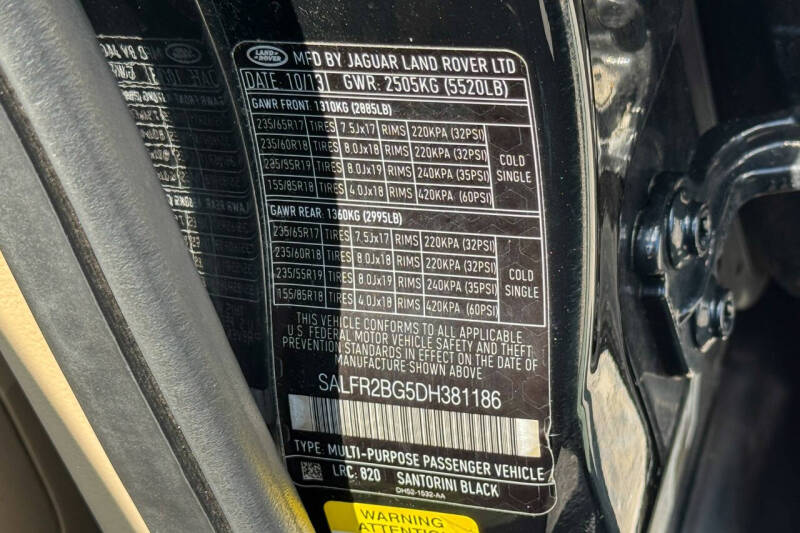 LAND ROVER MFD BY JAGUAR LAND ROVER LTD
DATE: 10/13 GWR: 2505KG (5520LB)
GAWR FRONT: 1310KG (2885LB)
235/65R17 TIRES 7.5Jx17 RIMS 220KPA (32PSI)
235/60R18 TIRES 8.0Jx18 RIMS 220KPA (32PSI)
235/55R19 TIRES 8.0Jx19 RIMS 240KPA (35PSI)
155/85R18 TIRES 4.0Jx18 RIMS 420KPA (60PSI)
COLD
SINGLE
GAWR REAR: 1360KG (2995LB)
235/65R17 TIRES 7.5Jx17 RIMS 220KPA (32PSI)
235/60R18 TIRES 8.0Jx18 RIMS 220KPA (32PSI)
235/55R19 TIRES 8.0Jx19 RIMS 240KPA (35PSI)
155/85R18 TIRES 4.0Jx18 RIMS 420KPA (60PSI)
COLD
SINGLE
THIS VEHICLE CONFORMS TO ALL APPLICABLE
U.S. FEDERAL MOTOR VEHICLE SAFETY AND THEFT
PREVENTION STANDARDS IN EFFECT ON THE DATE OF
MANUFACTURE SHOWN ABOVE
SALFR2BG5DH381186
TYPE: MULTI-PURPOSE PASSENGER VEHICLE
LRC: 820 SANTORINI BLACK
DH52-1532-AA
WARNING
ATTENTION